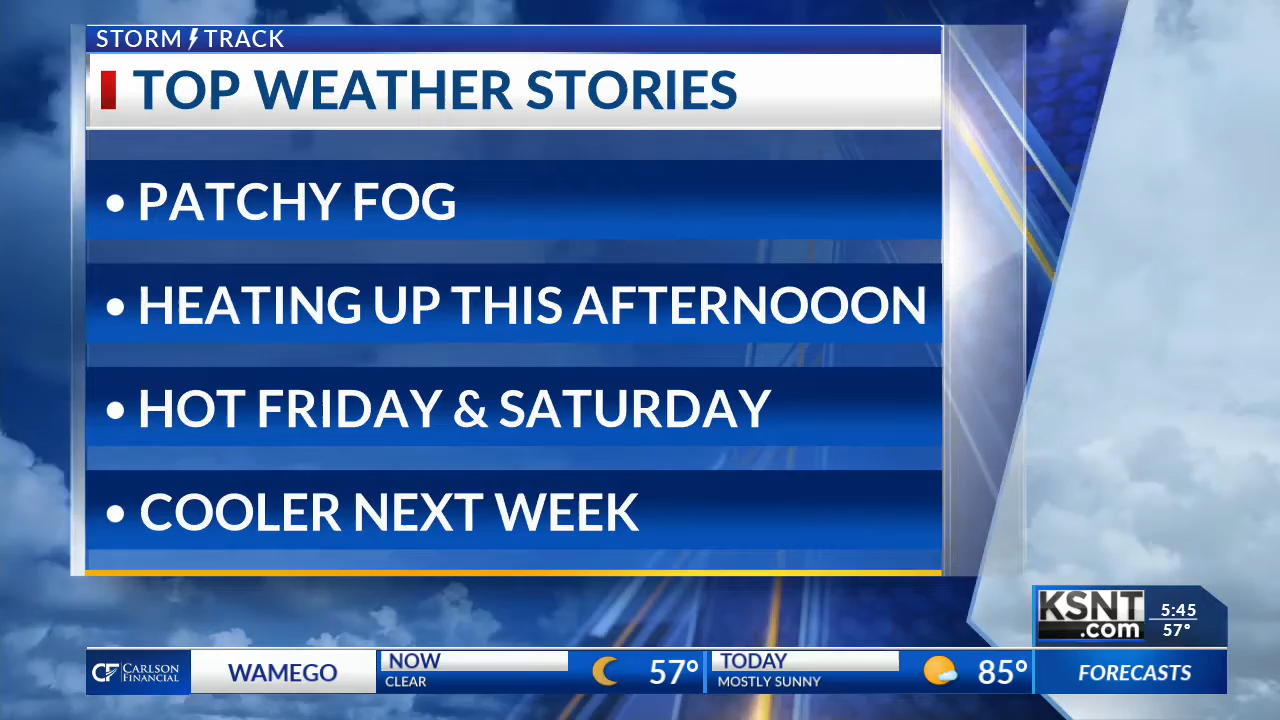 STORM TRACK
TOP WEATHER STORIES
• PATCHY FOG
• HEATING UP THIS AFTERNOOON
• HOT FRIDAY & SATURDAY
• COOLER NEXT WEEK
KSNT
.com
5:45
57°
CF CARLSON
FINANCIAL
WAMEGO
NOW
CLEAR
57°
TODAY
MOSTLY SUNNY
85°
FORECASTS